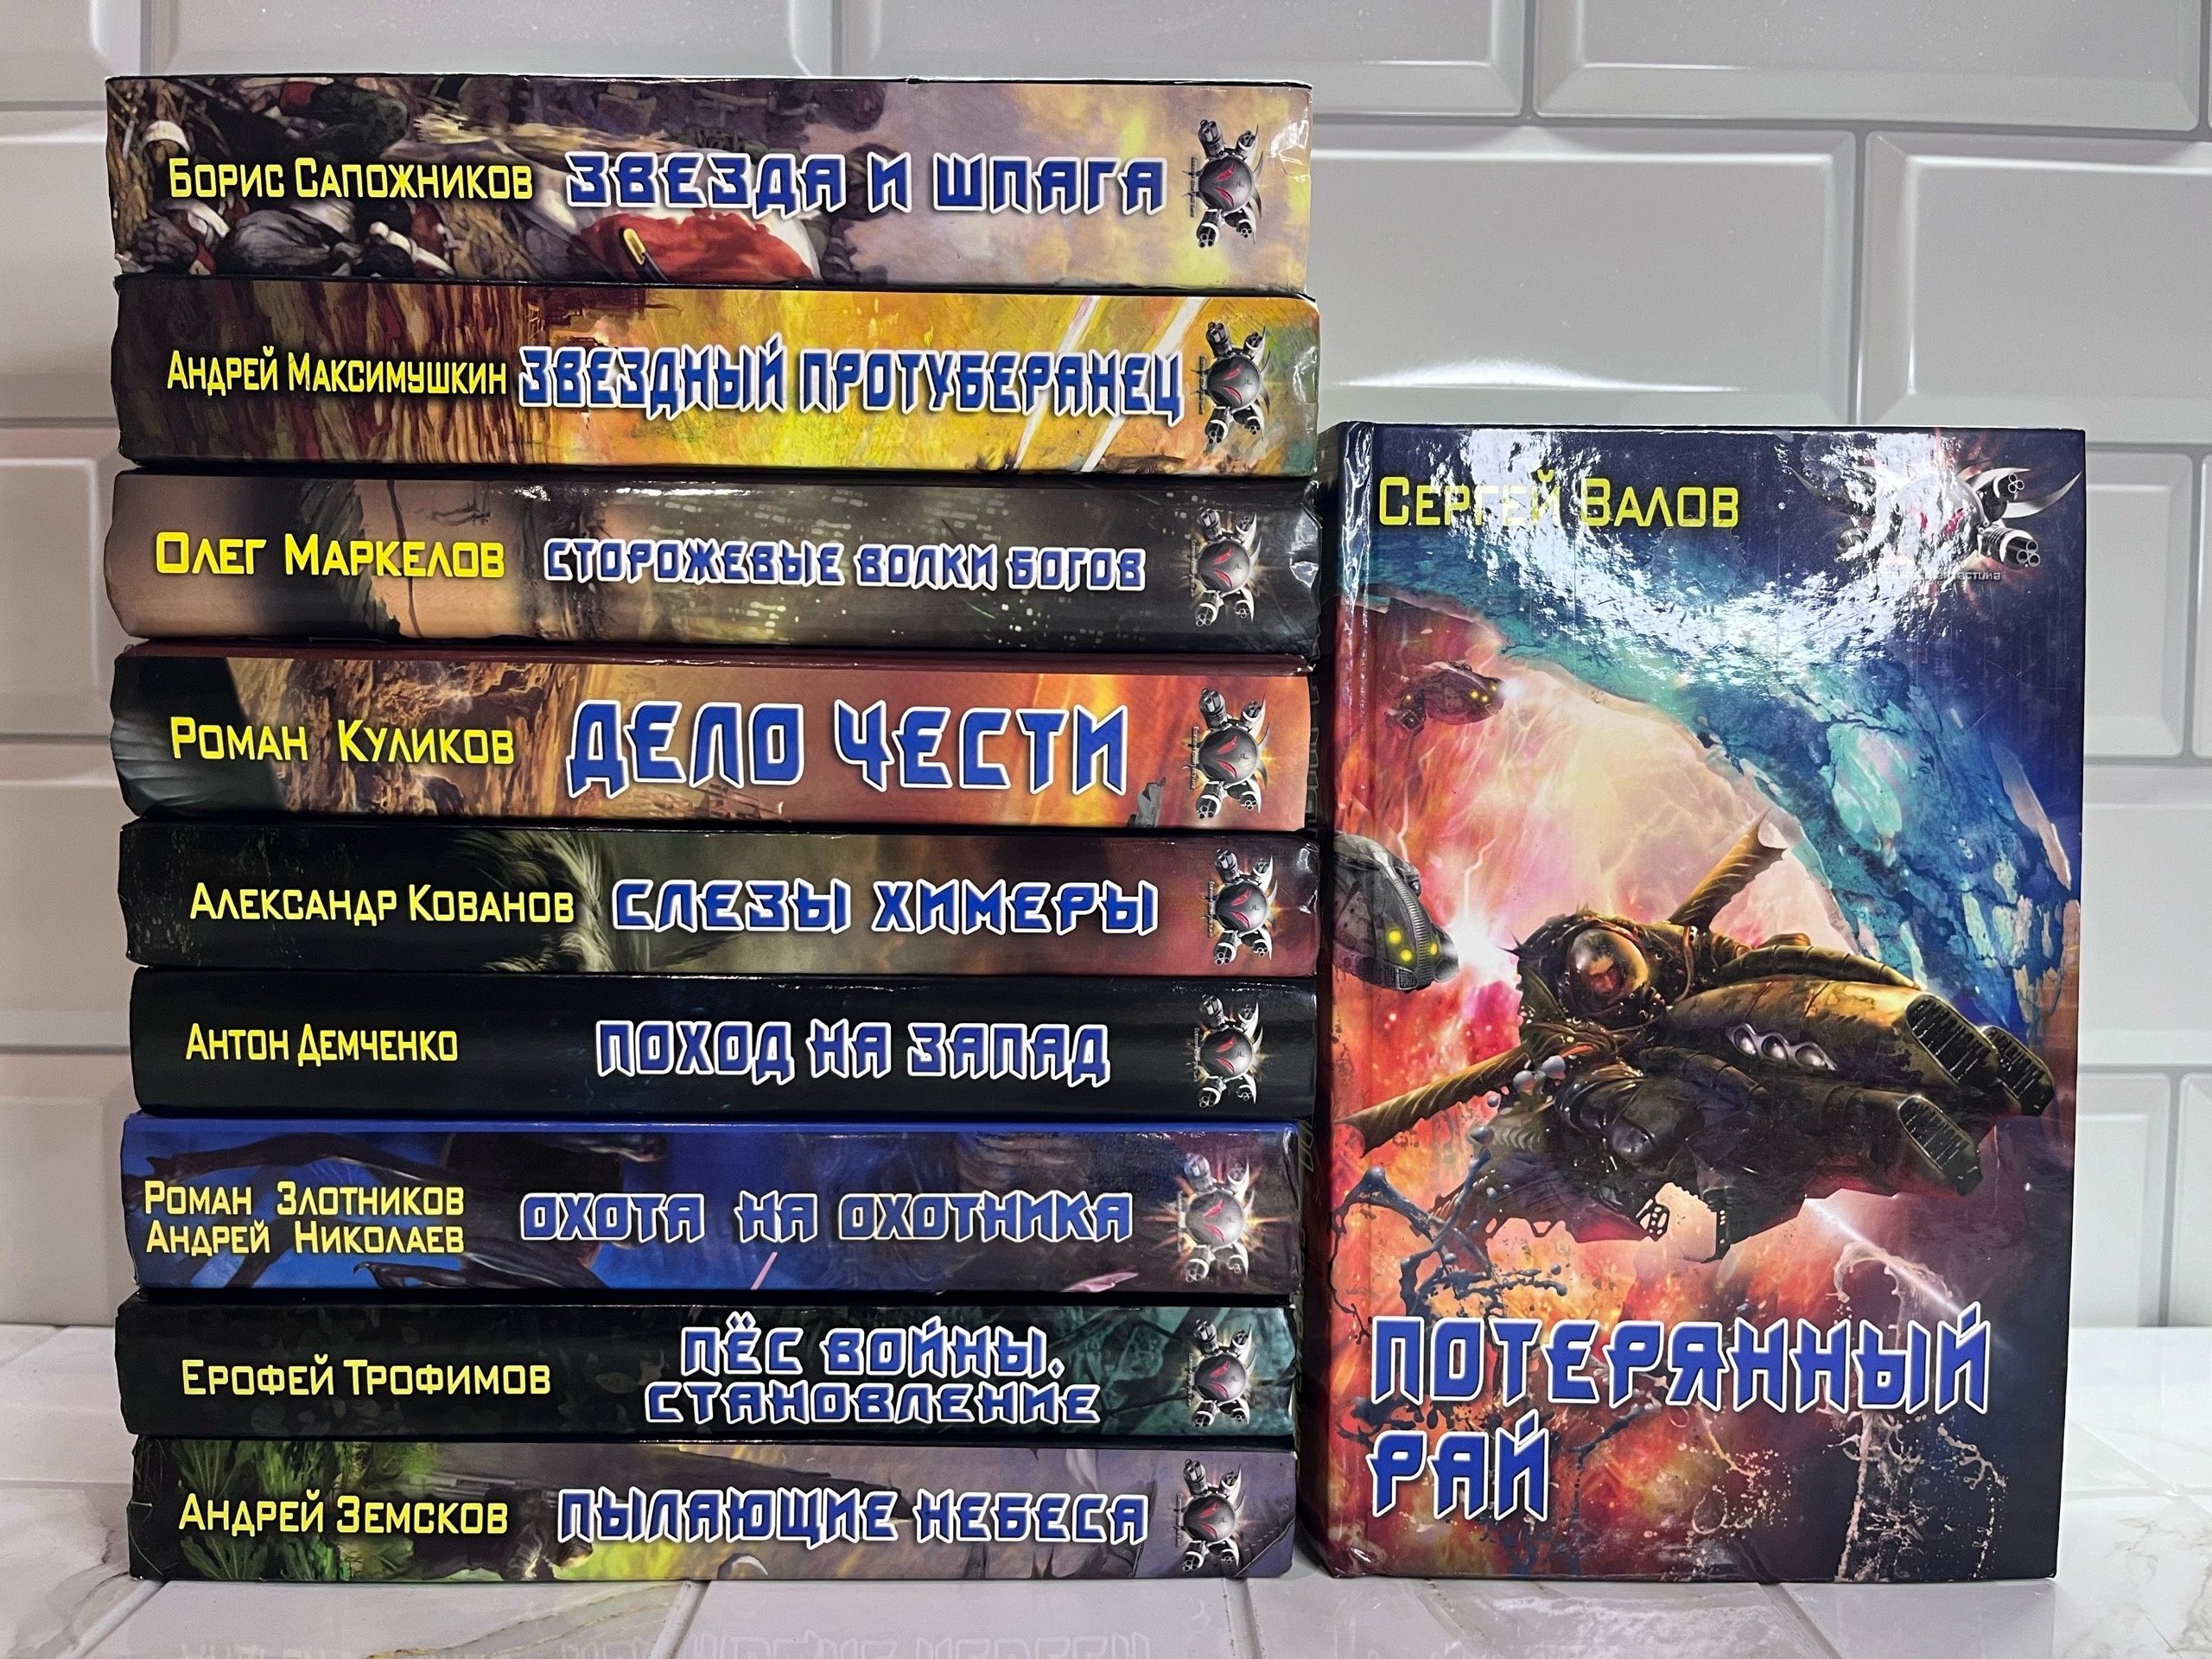 Борис Сапожников ЗВЕЗДА И ШПАГА
Андрей Максимушкин ЗВЕЗДНЫЙ ПРОТУБЕРАНЕЦ
Олег Маркелов СТОРОЖЕВЫЕ ВОЛКИ БОГОВ
Роман Куликов ДЕЛО ЧЕСТИ
Александр Кованов СЛЕЗЫ ХИМЕРЫ
Антон Демченко ПОХОД НА ЗАПАД
Роман Злотников
Андрей Николаев
ОХОТА НА ОХОТНИКА
Ерофей Трофимов
ПЁС ВОЙНЫ.
СТАНОВЛЕНИЕ
Андрей Земсков ПЫЛАЮЩИЕ НЕБЕСА
Сергей Валов
ПОТЕРЯННЫЙ
РАЙ